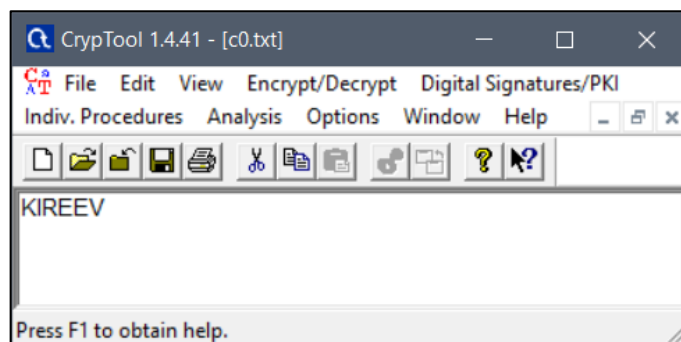 CrypTool 1.4.41 - [c0.txt]
File Edit View Encrypt/Decrypt Digital Signatures/PKI
Indiv. Procedures Analysis Options Window Help
KIREEV
Press F1 to obtain help.